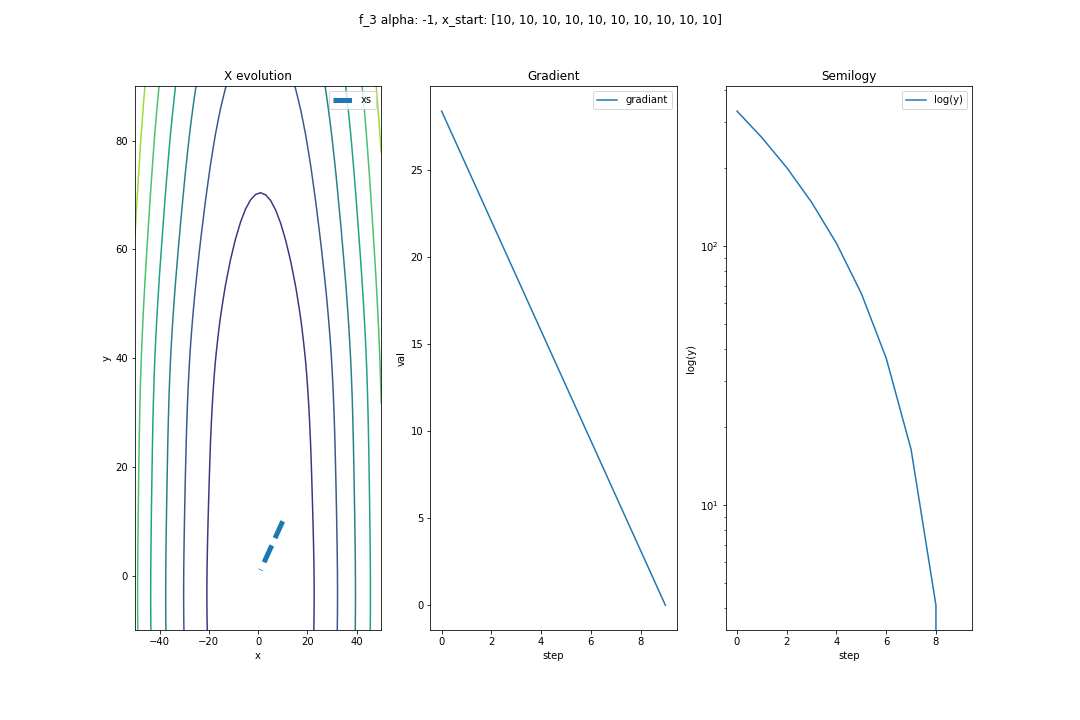 f_3 alpha: -1, x_start: [10, 10, 10, 10, 10, 10, 10, 10, 10, 10]
X evolution
xs
80
60
40
20
0
y
−40
−20
0
20
40
x
Gradient
gradiant
25
20
15
10
5
0
val
0
2
4
6
8
step
Semilogy
log(y)
10²
10¹
log(y)
0
2
4
6
8
step